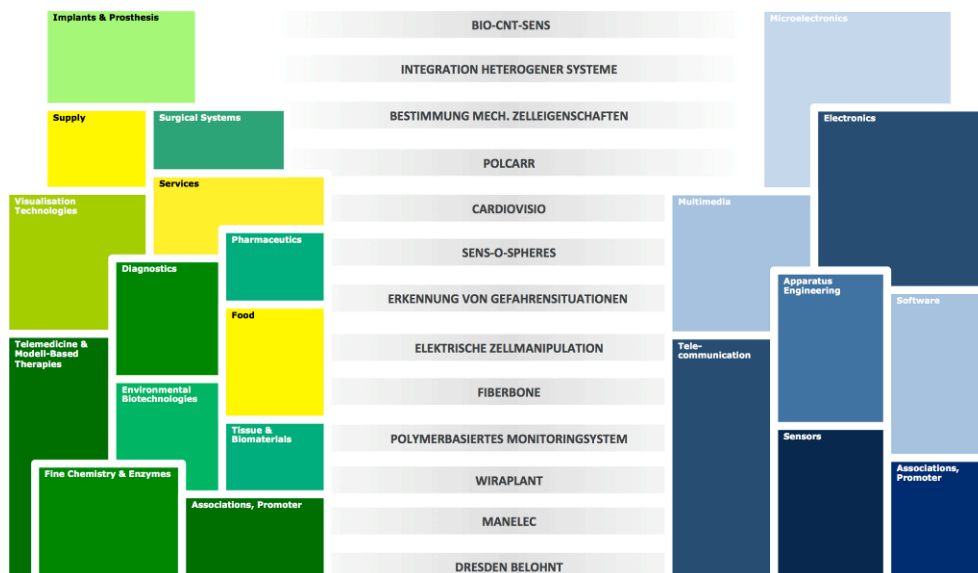 Implants & Prosthesis
Supply
Surgical Systems
Services
Visualisation
Technologies
Pharmaceutics
Diagnostics
Food
Telemedicine &
Modell-Based
Therapies
Environmental
Biotechnologies
Tissue &
Biomaterials
Fine Chemistry & Enzymes
Associations, Promoter
BIO-CNT-SENS
INTEGRATION HETEROGENER SYSTEME
BESTIMMUNG MECH. ZELLEIGENSCHAFTEN
POLCARR
CARDIOVISIO
SENS-O-SPHERES
ERKENNUNG VON GEFAHRENSITUATIONEN
ELEKTRISCHE ZELLMANIPULATION
FIBERBONE
POLYMERBASIERTES MONITORINGSYSTEM
WIRAPLANT
MANELEC
DRESDEN BELOHNT
Microelectronics
Electronics
Multimedia
Apparatus
Engineering
Software
Tele-
communication
Sensors
Associations,
Promoter